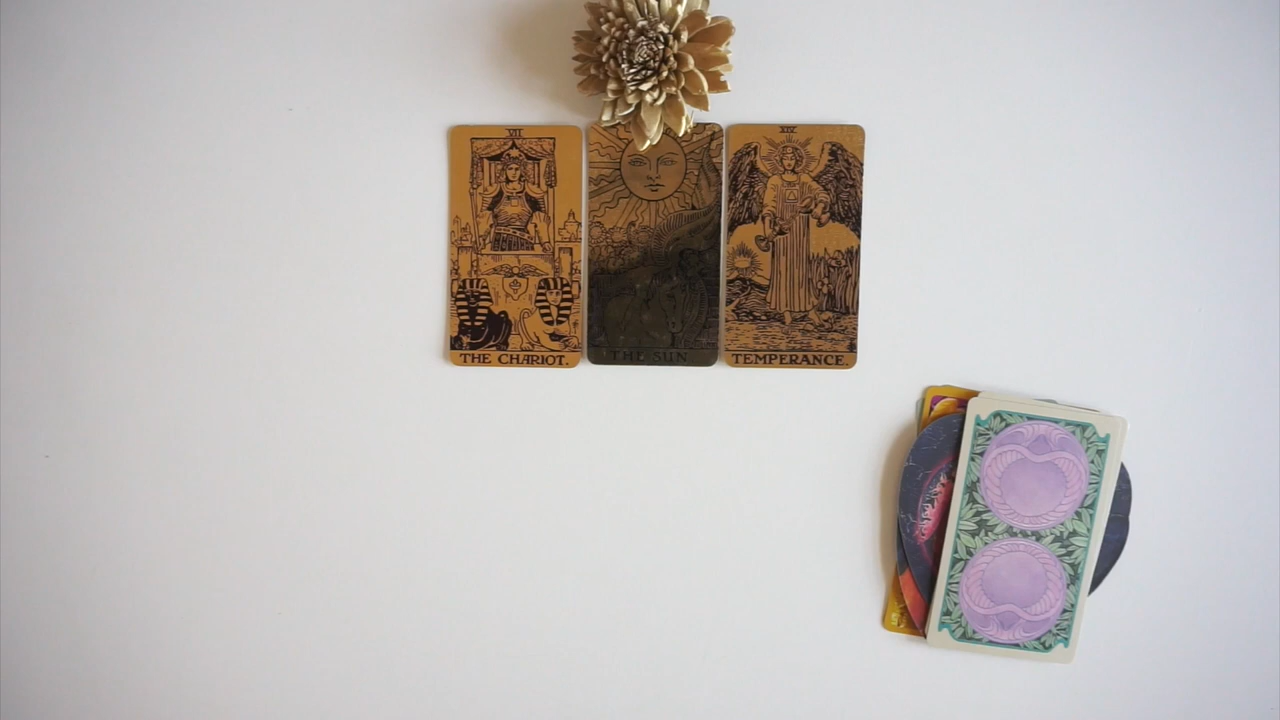 VII
THE CHARIOT.
THE SUN
XIV
TEMPERANCE.